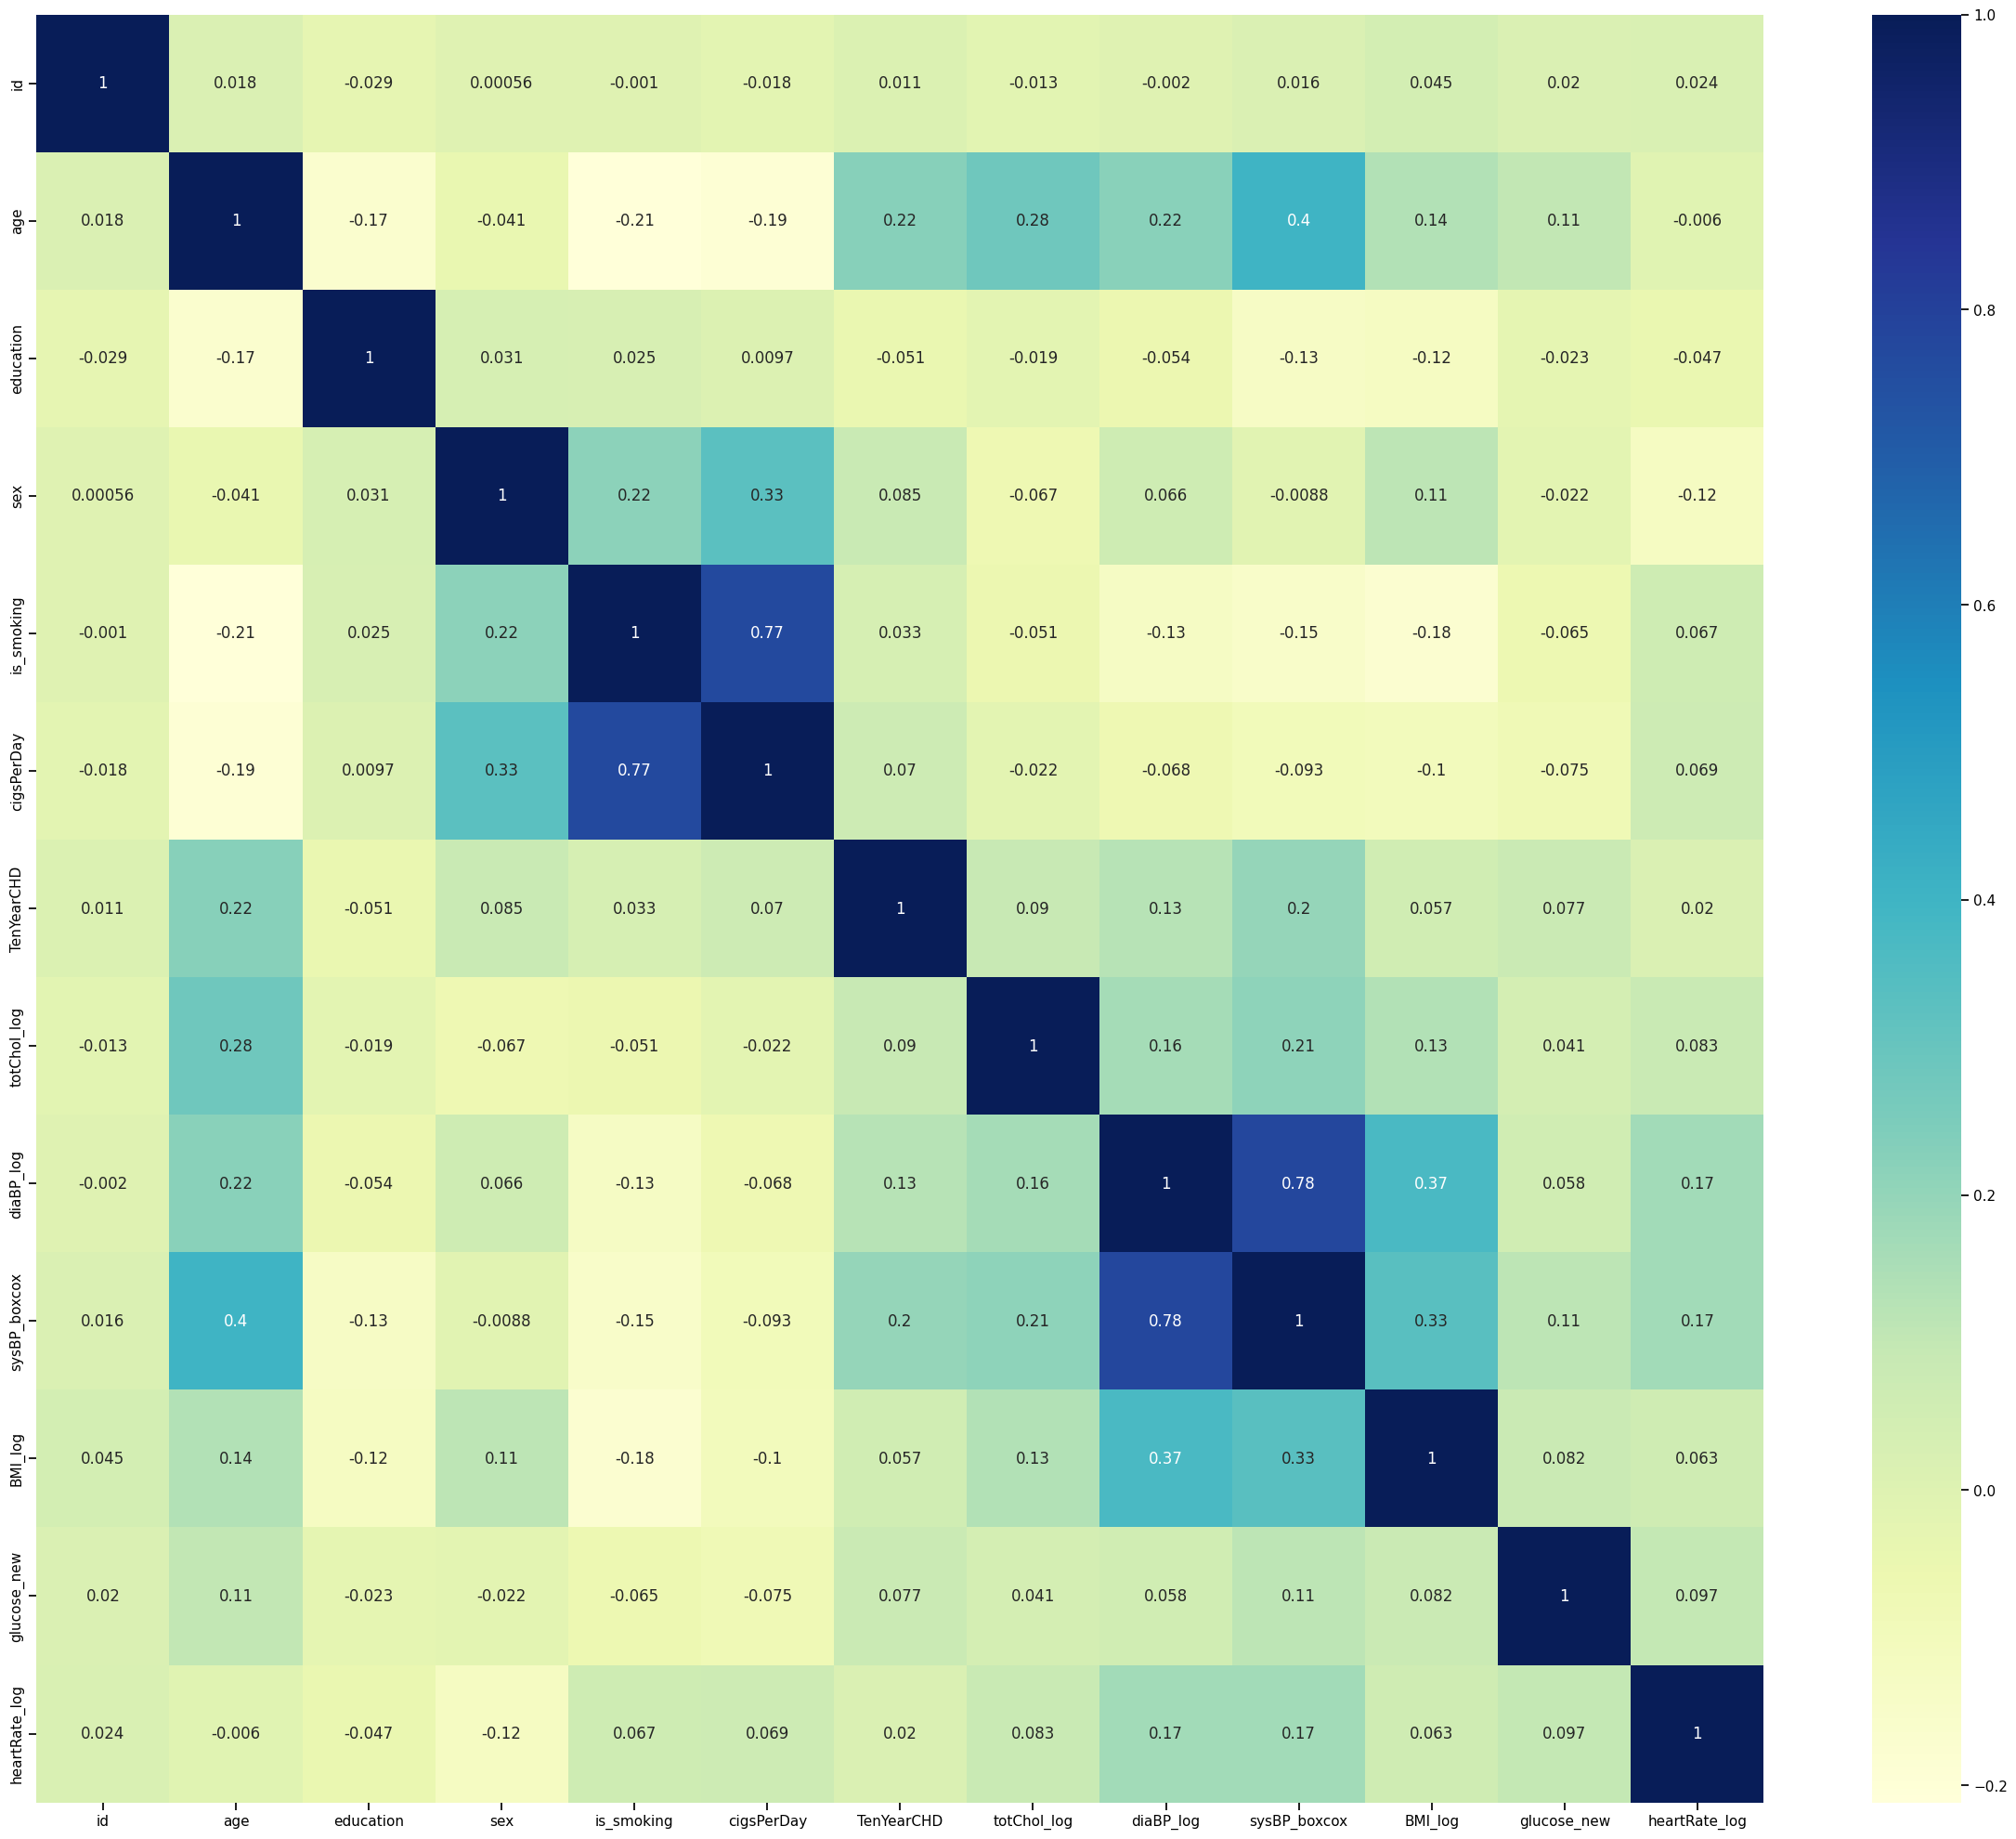 id 1 0.018 -0.029 0.00056 -0.001 -0.018 0.011 -0.013 -0.002 0.016 0.045 0.02 0.024
age 0.018 1 -0.17 -0.041 -0.21 -0.19 0.22 0.28 0.22 0.4 0.14 0.11 -0.006
education -0.029 -0.17 1 0.031 0.025 0.0097 -0.051 -0.019 -0.054 -0.13 -0.12 -0.023 -0.047
sex 0.00056 -0.041 0.031 1 0.22 0.33 0.085 -0.067 0.066 -0.0088 0.11 -0.022 -0.12
is_smoking -0.001 -0.21 0.025 0.22 1 0.77 0.033 -0.051 -0.13 -0.15 -0.18 -0.065 0.067
cigsPerDay -0.018 -0.19 0.0097 0.33 0.77 1 0.07 -0.022 -0.068 -0.093 -0.1 -0.075 0.069
TenYearCHD 0.011 0.22 -0.051 0.085 0.033 0.07 1 0.09 0.13 0.2 0.057 0.077 0.02
totChol_log -0.013 0.28 -0.019 -0.067 -0.051 -0.022 0.09 1 0.16 0.21 0.13 0.041 0.083
diaBP_log -0.002 0.22 -0.054 0.066 -0.13 -0.068 0.13 0.16 1 0.78 0.37 0.058 0.17
sysBP_boxcox 0.016 0.4 -0.13 -0.0088 -0.15 -0.093 0.2 0.21 0.78 1 0.33 0.11 0.17
BMI_log 0.045 0.14 -0.12 0.11 -0.18 -0.1 0.057 0.13 0.37 0.33 1 0.082 0.063
glucose_new 0.02 0.11 -0.023 -0.022 -0.065 -0.075 0.077 0.041 0.058 0.11 0.082 1 0.097
heartRate_log 0.024 -0.006 -0.047 -0.12 0.067 0.069 0.02 0.083 0.17 0.17 0.063 0.097 1
id age education sex is_smoking cigsPerDay TenYearCHD totChol_log diaBP_log sysBP_boxcox BMI_log glucose_new heartRate_log
1.0
0.8
0.6
0.4
0.2
0.0
−0.2